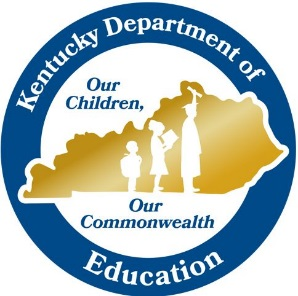 Kentucky Department of
Our
Children,
Our
Commonwealth
Education